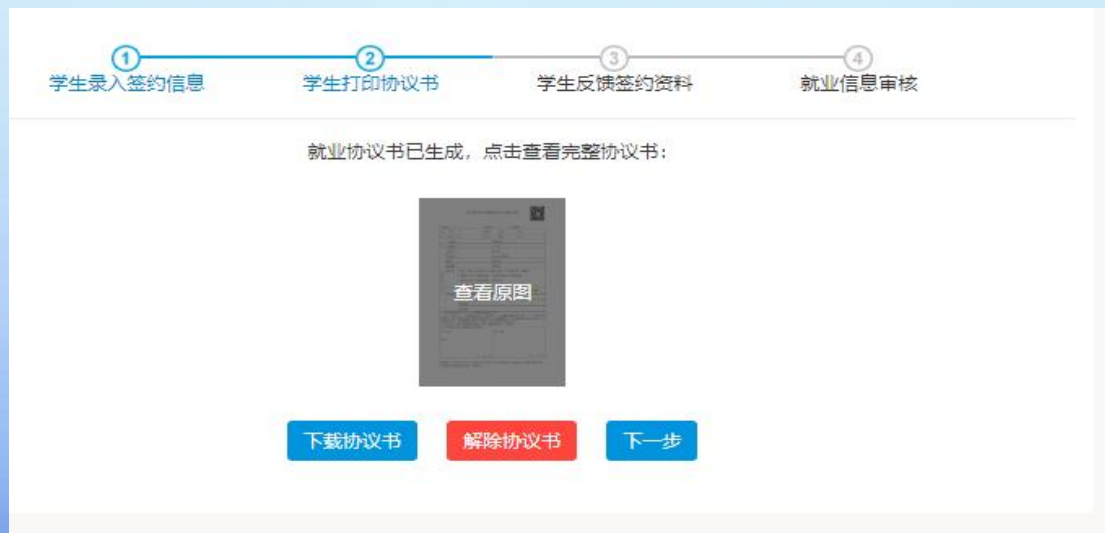 1 2 3 4
学生录入签约信息 学生打印协议书 学生反馈签约资料 就业信息审核
就业协议书已生成，点击查看完整协议书：
查看原图
下载协议书 解除协议书 下一步